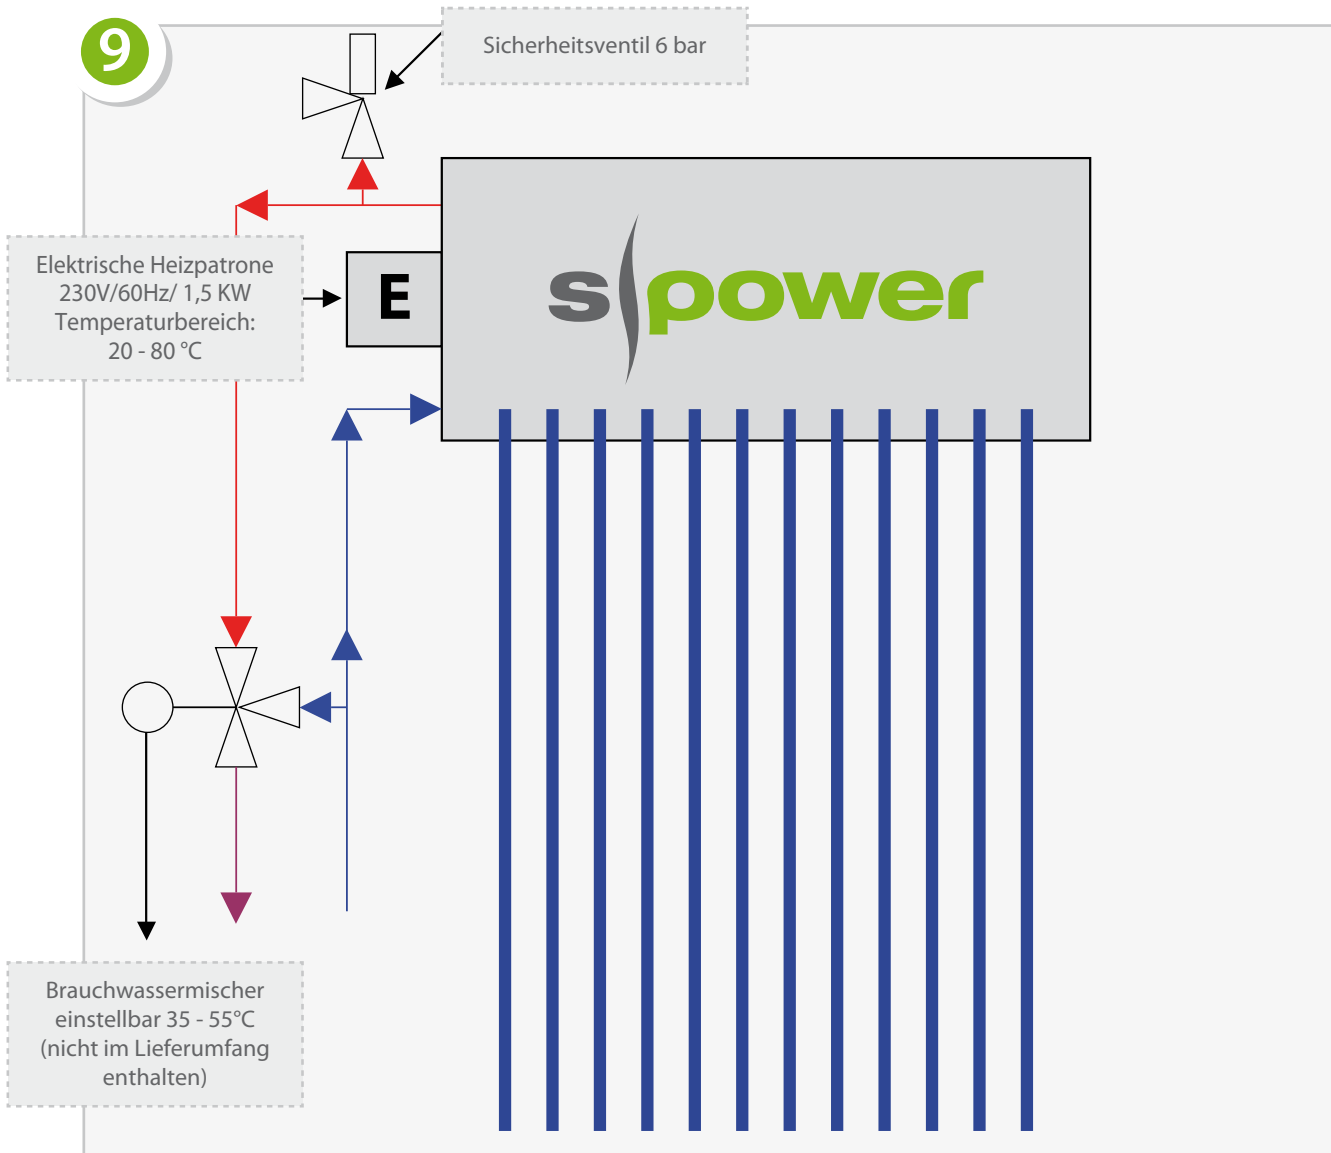 9
Sicherheitsventil 6 bar
Elektrische Heizpatrone
230V/60Hz/ 1,5 KW
Temperaturbereich:
20 - 80 °C
E
s power
Brauchwassermischer
einstellbar 35 - 55°C
(nicht im Lieferumfang
enthalten)